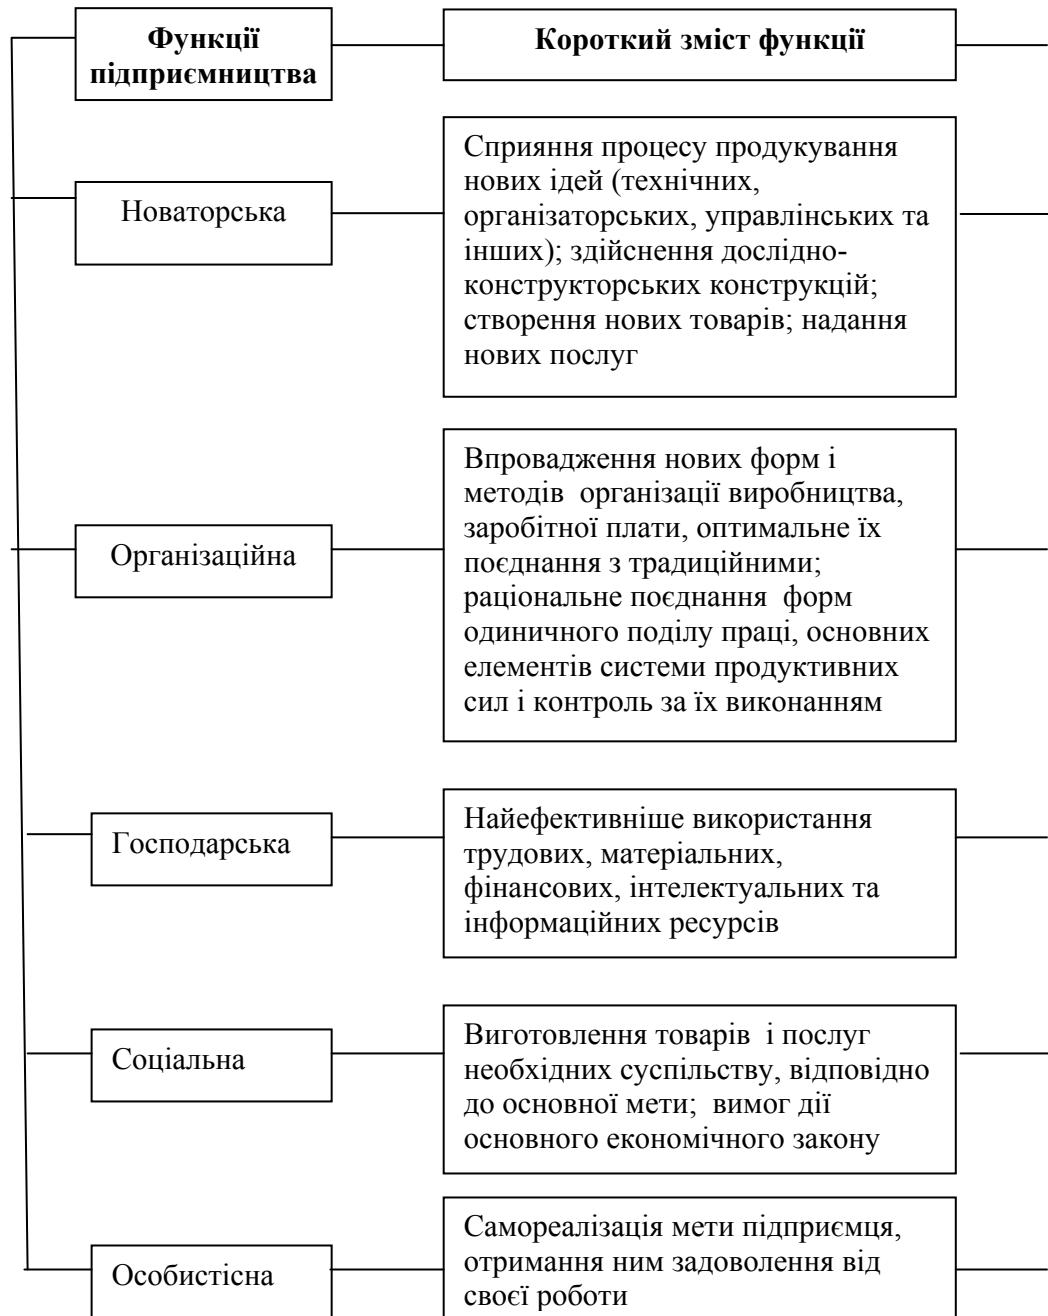 Функції
підприємництва
Короткий зміст функції
Новаторська
Сприяння процесу продукування
нових ідей (технічних,
організаторських, управлінських та
інших); здійснення дослідно-
конструкторських конструкцій;
створення нових товарів; надання
нових послуг
Організаційна
Впровадження нових форм і
методів організації виробництва,
заробітної плати, оптимальне їх
поєднання з традиційними;
раціональне поєднання форм
одиничного поділу праці, основних
елементів системи продуктивних
сил і контроль за їх виконанням
Господарська
Найефективніше використання
трудових, матеріальних,
фінансових, інтелектуальних та
інформаційних ресурсів
Соціальна
Виготовлення товарів і послуг
необхідних суспільству, відповідно
до основної мети; вимог дії
основного економічного закону
Особистісна
Самореалізація мети підприємця,
отримання ним задоволення від
своєї роботи